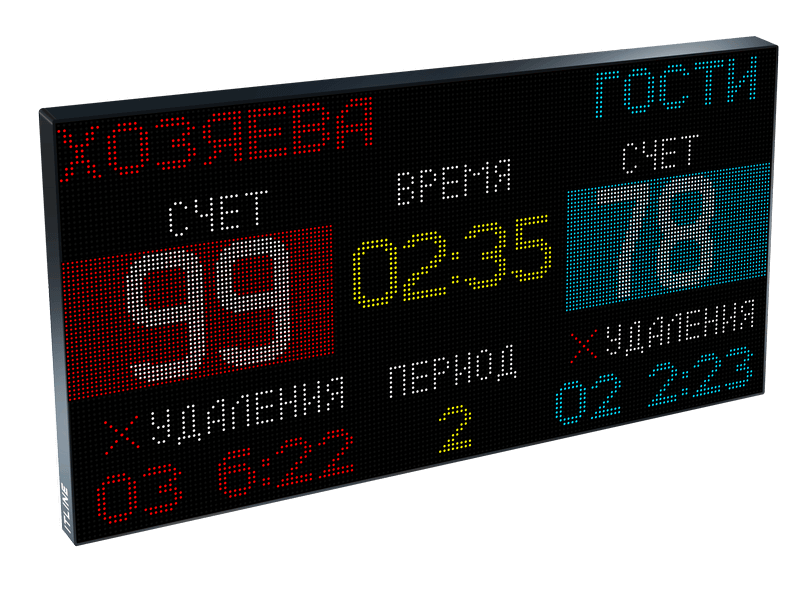 ХОЗЯЕВА
ГОСТИ
СЧЕТ
ВРЕМЯ
СЧЕТ
99
02:35
78
УДАЛЕНИЯ
ПЕРИОД
УДАЛЕНИЯ
03 6:22
2
02 2:23
ITLINE